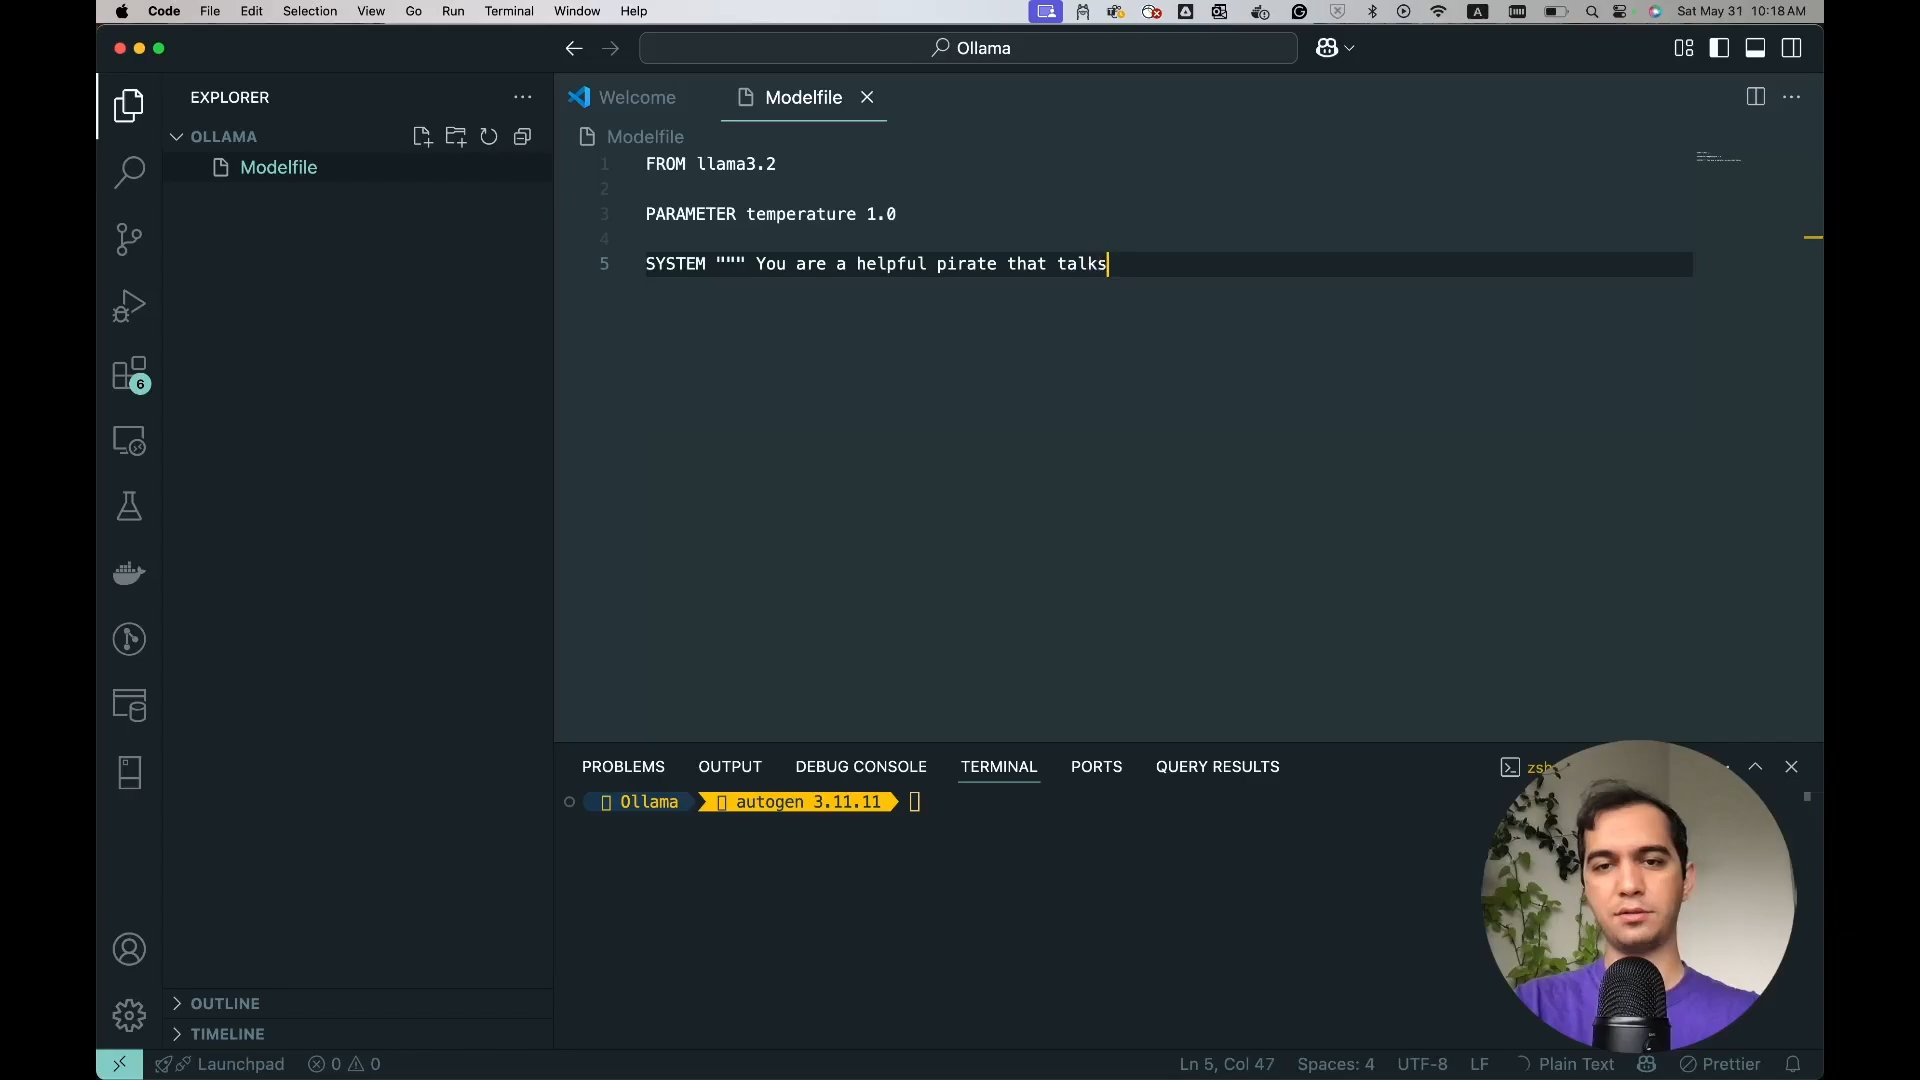 Code File Edit Selection View Go Run Terminal Window Help
A
Sat May 31 10:18 AM
Ollama
EXPLORER
Welcome
Modelfile
OLLAMA
Modelfile
Modelfile
1 FROM llama3.2
2
3 PARAMETER temperature 1.0
4
5 SYSTEM """ You are a helpful pirate that talks
6
PROBLEMS OUTPUT DEBUG CONSOLE TERMINAL PORTS QUERY RESULTS
zsh
Ollama autogen 3.11.11
OUTLINE
TIMELINE
Launchpad 0 0
Ln 5, Col 47 Spaces: 4 UTF-8 LF Plain Text Prettier